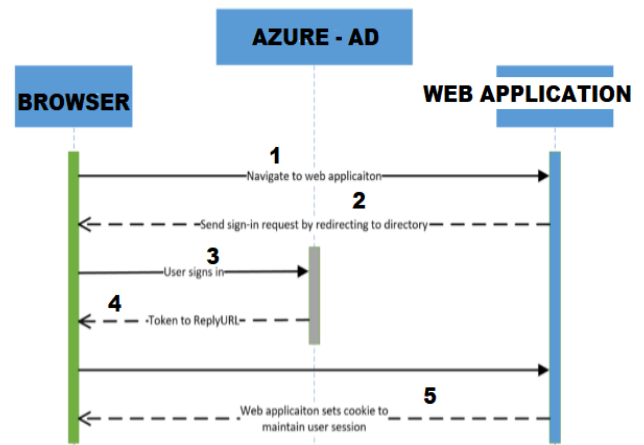 AZURE - AD
BROWSER
WEB APPLICATION
1
Navigate to web applicaiton
2
Send sign-in request by redirecting to directory
3
User signs in
4
Token to ReplyURL
5
Web applicaiton sets cookie to
maintain user session